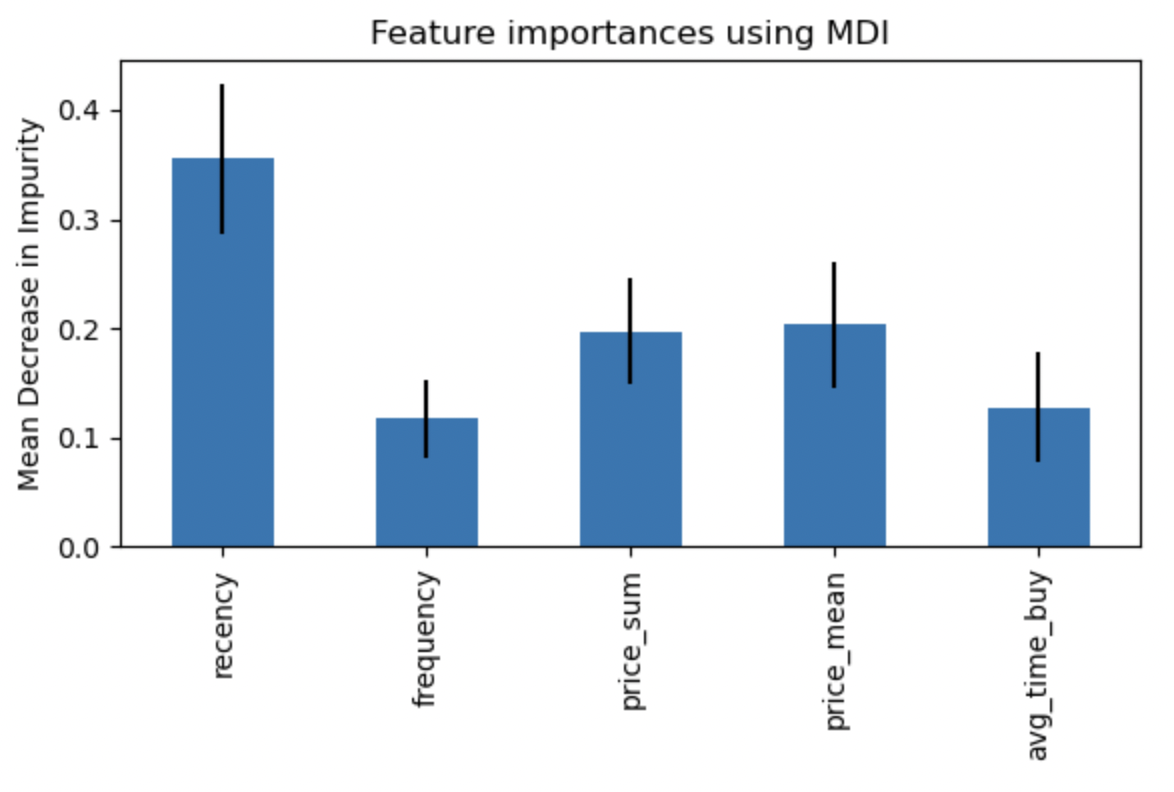 Feature importances using MDI
Mean Decrease in Impurity
0.4
0.3
0.2
0.1
0.0
recency
frequency
price_sum
price_mean
avg_time_buy